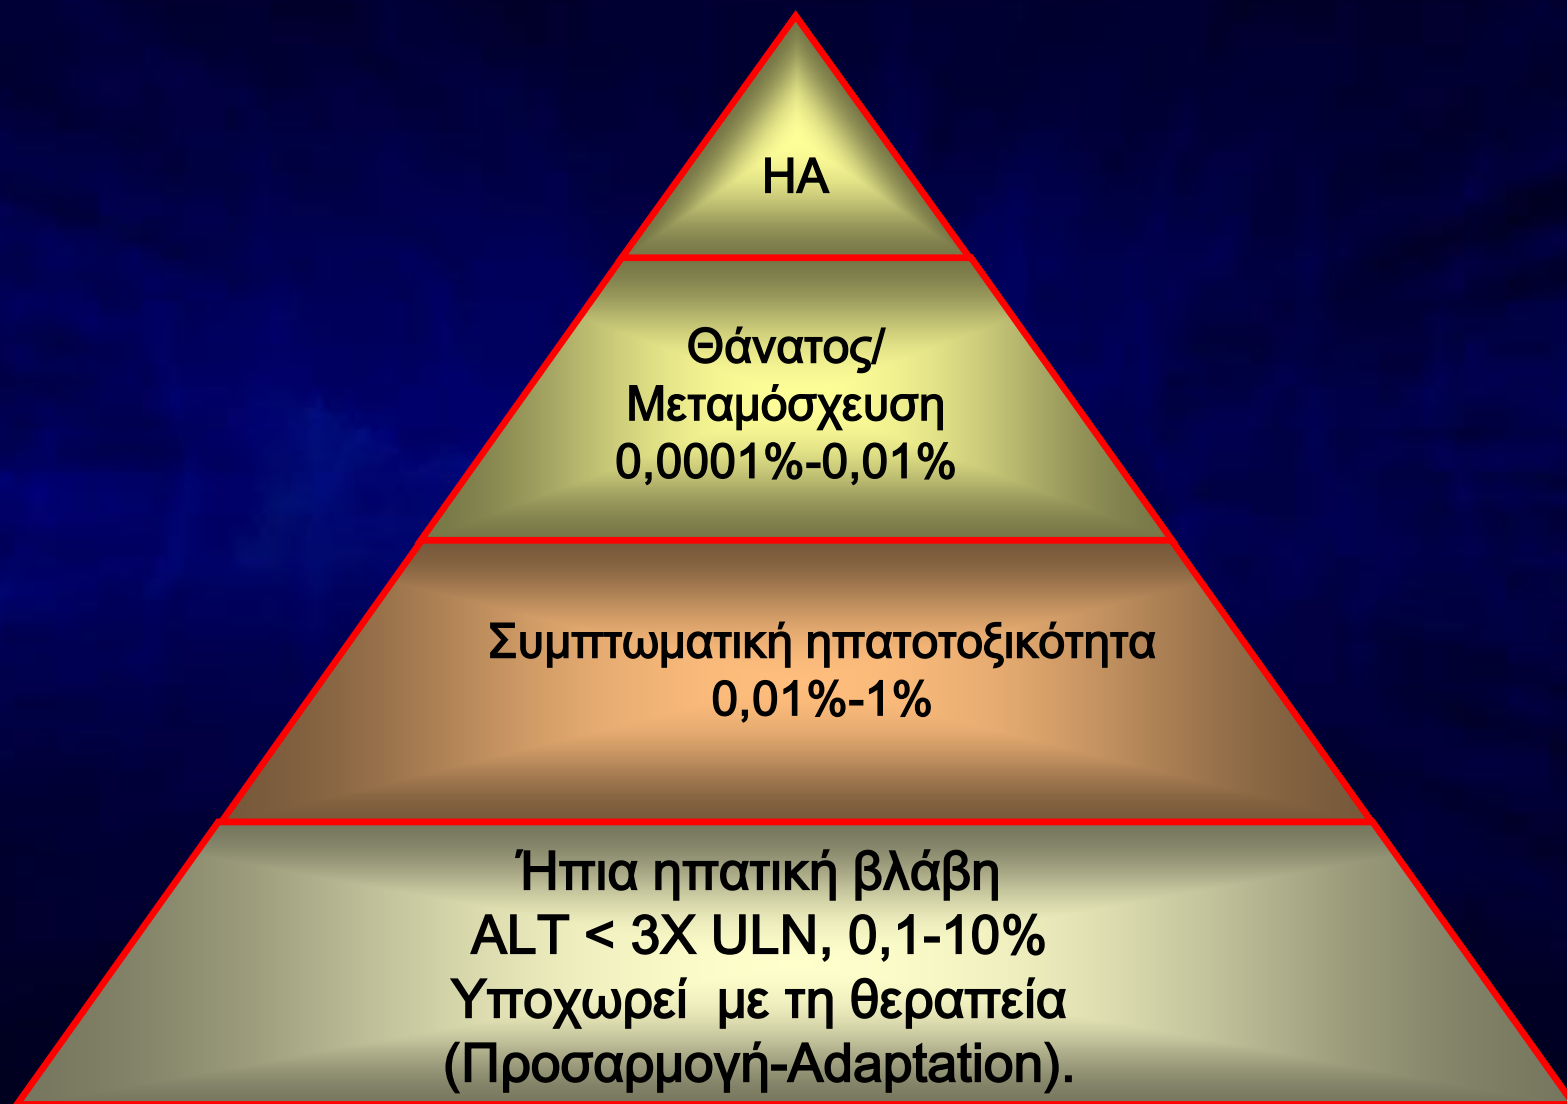 ΗΑ
Θάνατος/
Μεταμόσχευση
0,0001%-0,01%
Συμπτωματική ηπατοτοξικότητα
0,01%-1%
Ήπια ηπατική βλάβη
ALT < 3X ULN, 0,1-10%
Υποχωρεί με τη θεραπεία
(Προσαρμογή-Adaptation).